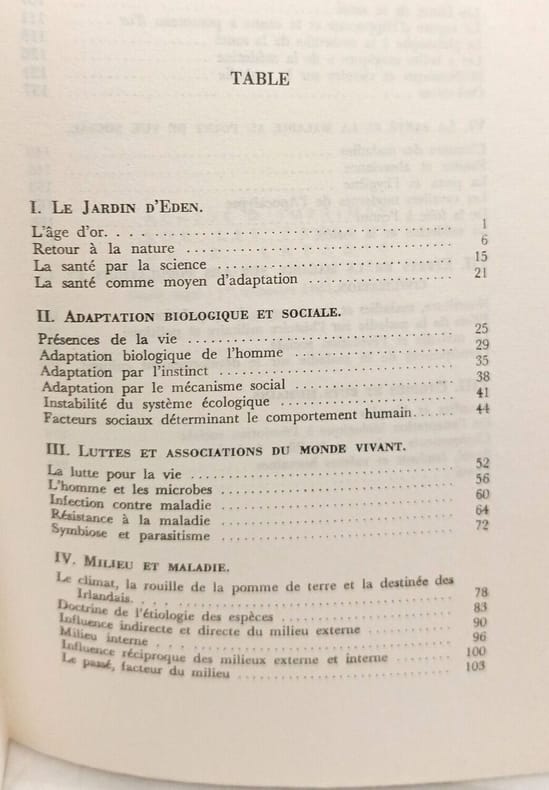 TABLE
I. Le Jardin d'Eden.
L'âge d'or. . . . . . . . . . . . . . . . . . . . . . . . . . . . . . 1
Retour à la nature . . . . . . . . . . . . . . . . . . . . . . . . 6
La santé par la science . . . . . . . . . . . . . . . . . . . . . 15
La santé comme moyen d'adaptation . . . . . . . . . . . . . . 21
II. Adaptation biologique et sociale.
Présences de la vie . . . . . . . . . . . . . . . . . . . . . . . 25
Adaptation biologique de l'homme . . . . . . . . . . . . . . . 29
Adaptation par l'instinct . . . . . . . . . . . . . . . . . . . . 35
Adaptation par le mécanisme social . . . . . . . . . . . . . . 38
Instabilité du système écologique . . . . . . . . . . . . . . . 41
Facteurs sociaux déterminant le comportement humain . . . . . . 44
III. Luttes et associations du monde vivant.
La lutte pour la vie . . . . . . . . . . . . . . . . . . . . . . 52
L'homme et les microbes . . . . . . . . . . . . . . . . . . . . 56
Infection contre maladie . . . . . . . . . . . . . . . . . . . . 60
Résistance à la maladie . . . . . . . . . . . . . . . . . . . . 64
Symbiose et parasitisme . . . . . . . . . . . . . . . . . . . . 72
IV. Milieu et maladie.
Le climat, la rouille de la pomme de terre et la destinée des
Irlandais. . . . . . . . . . . . . . . . . . . . . . . . . . . . 78
Doctrine de l'étiologie des espèces . . . . . . . . . . . . . . 83
Influence indirecte et directe du milieu externe . . . . . . . . 90
Milieu interne . . . . . . . . . . . . . . . . . . . . . . . . . 96
Influence réciproque des milieux externe et interne . . . . . . 100
Le passé, facteur du milieu . . . . . . . . . . . . . . . . . . 103